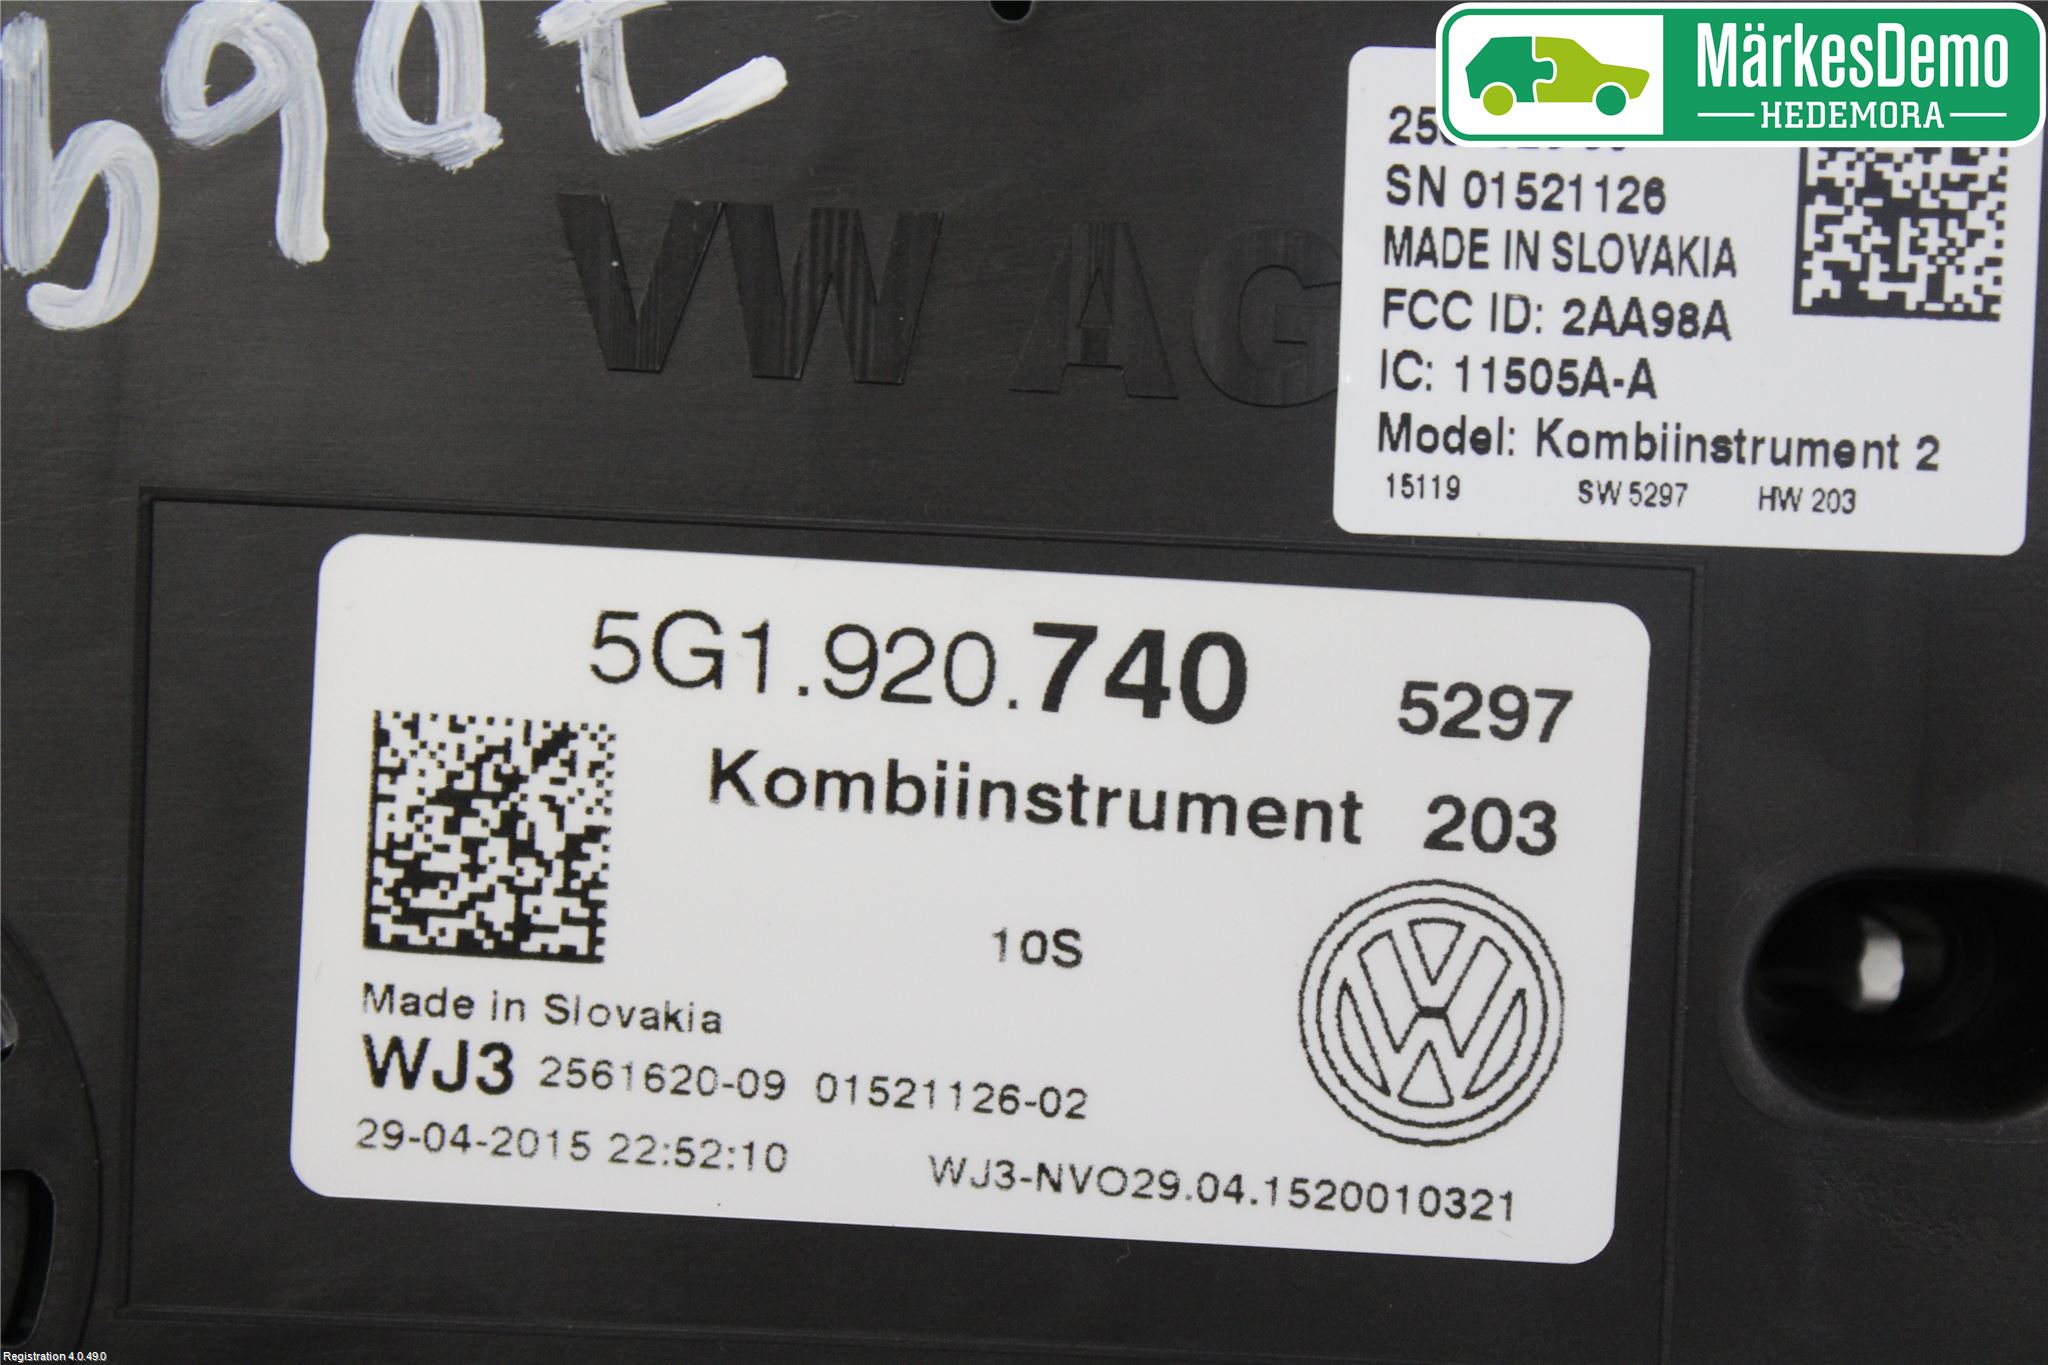 MärkesDemo
HEDEMORA
VW AG
SN 01521126
MADE IN SLOVAKIA
FCC ID: 2AA98A
IC: 11505A-A
Model: Kombiinstrument 2
15119 SW 5297 HW 203
5G1.920.740 5297
Kombiinstrument 203
10S
Made in Slovakia
WJ3 2561620-09 01521126-02
29-04-2015 22:52:10 WJ3-NVO29.04.1520010321
Registration 4.0.49.0